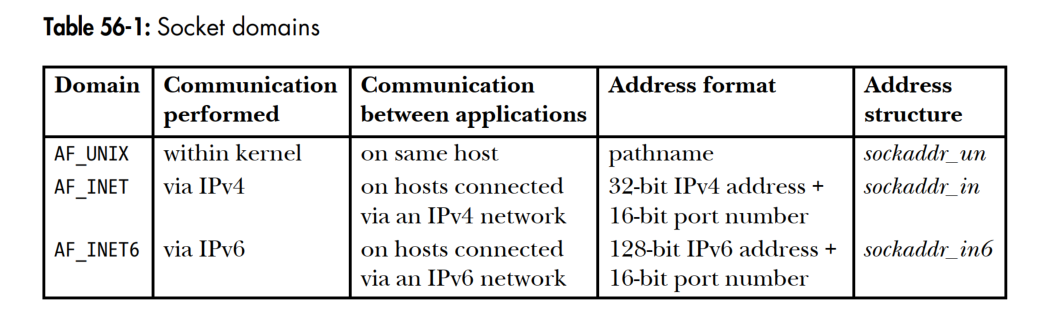 Table 56-1: Socket domains
Domain Communication performed Communication between applications Address format Address structure
AF_UNIX within kernel on same host pathname sockaddr_un
AF_INET via IPv4 on hosts connected via an IPv4 network 32-bit IPv4 address + 16-bit port number sockaddr_in
AF_INET6 via IPv6 on hosts connected via an IPv6 network 128-bit IPv6 address + 16-bit port number sockaddr_in6